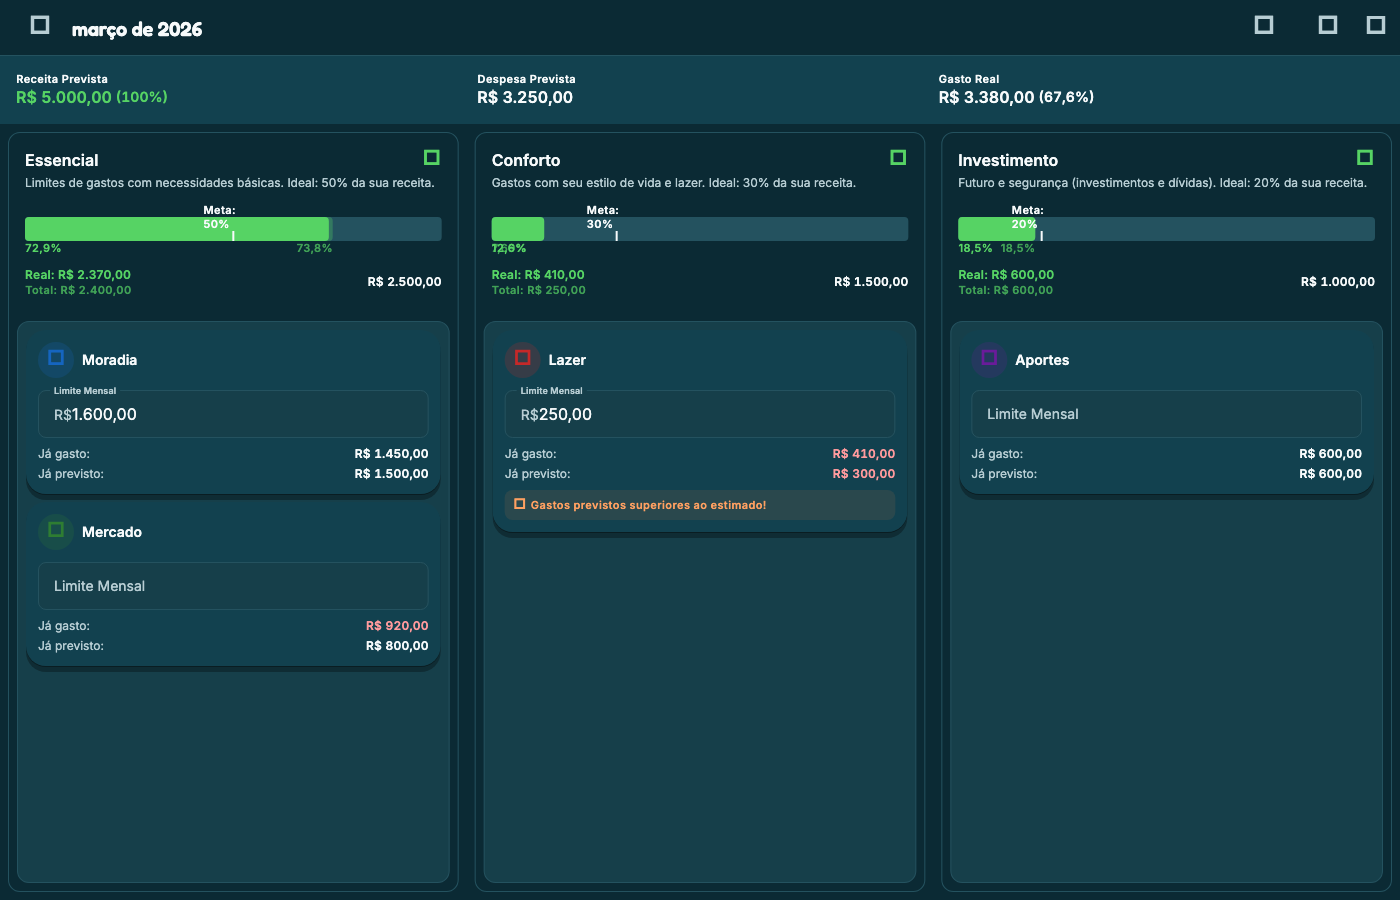 março de 2026
Receita Prevista
R$ 5.000,00 (100%)
Despesa Prevista
R$ 3.250,00
Gasto Real
R$ 3.380,00 (67,6%)
Essencial
Limites de gastos com necessidades básicas. Ideal: 50% da sua receita.
Meta:
50%
72,9%
73,8%
Real: R$ 2.370,00
Total: R$ 2.400,00
R$ 2.500,00
Moradia
Limite Mensal
R$1.600,00
Já gasto:
R$ 1.450,00
Já previsto:
R$ 1.500,00
Mercado
Limite Mensal
Já gasto:
R$ 920,00
Já previsto:
R$ 800,00
Conforto
Gastos com seu estilo de vida e lazer. Ideal: 30% da sua receita.
Meta:
30%
Real: R$ 410,00
Total: R$ 250,00
R$ 1.500,00
Lazer
Limite Mensal
R$250,00
Já gasto:
R$ 410,00
Já previsto:
R$ 300,00
Gastos previstos superiores ao estimado!
Investimento
Futuro e segurança (investimentos e dívidas). Ideal: 20% da sua receita.
Meta:
20%
18,5%
18,5%
Real: R$ 600,00
Total: R$ 600,00
R$ 1.000,00
Aportes
Limite Mensal
Já gasto:
R$ 600,00
Já previsto:
R$ 600,00